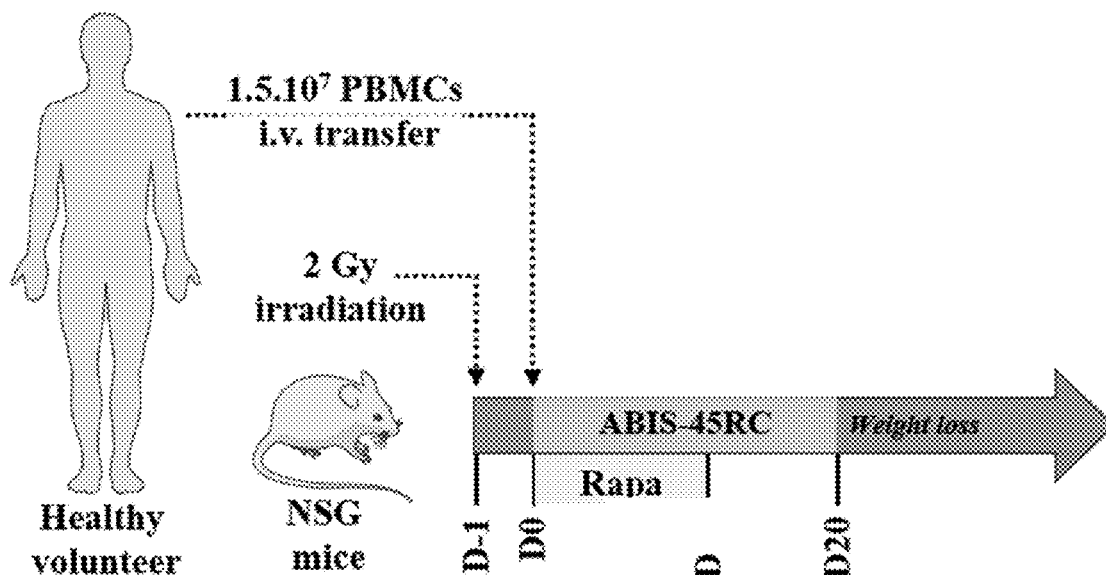 1.5.10⁷ PBMCs
i.v. transfer
2 Gy
irradiation
ABIS-45RC
Weight loss
Rapa
Healthy
volunteer
NSG
mice
D-1
D0
D
D20